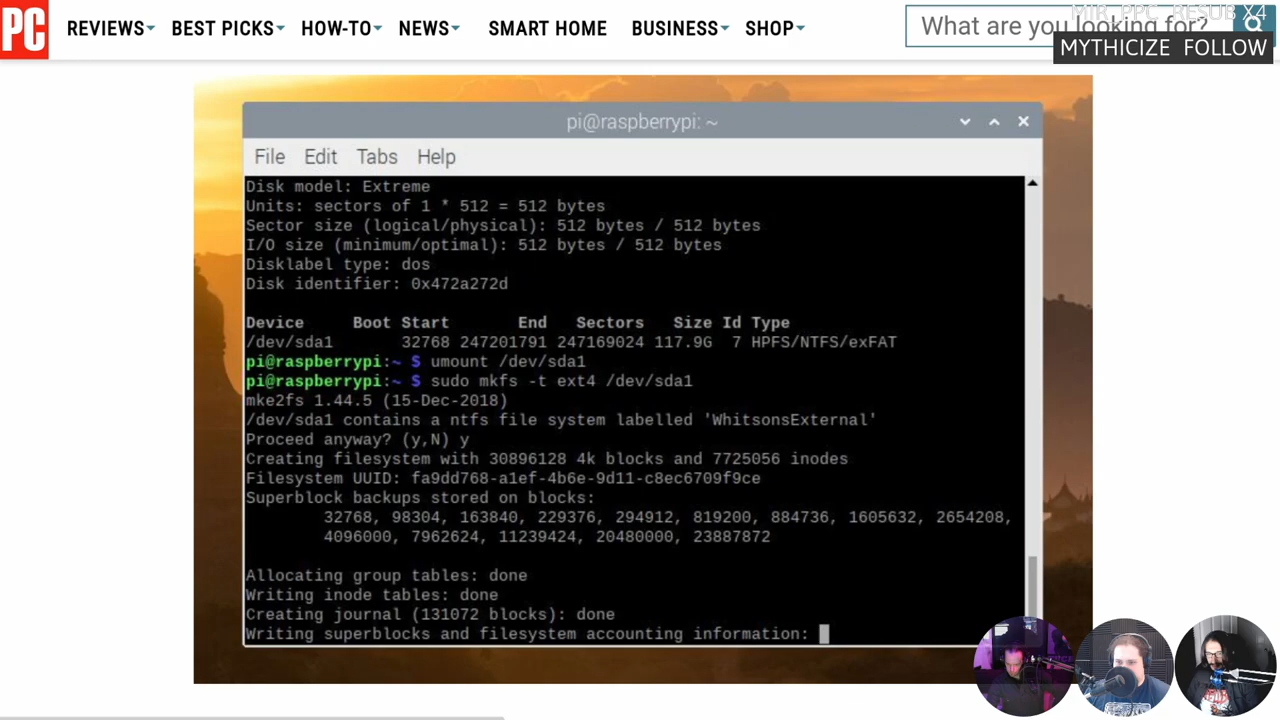 MIR_PPC_ RESUB X4
PC REVIEWS BEST PICKS HOW-TO NEWS SMART HOME BUSINESS SHOP What are you looking for?
MYTHICIZE FOLLOW
pi@raspberrypi: ~
File Edit Tabs Help
Disk model: Extreme
Units: sectors of 1 * 512 = 512 bytes
Sector size (logical/physical): 512 bytes / 512 bytes
I/O size (minimum/optimal): 512 bytes / 512 bytes
Disklabel type: dos
Disk identifier: 0x472a272d
Device Boot Start End Sectors Size Id Type
/dev/sda1 32768 247201791 247169024 117.9G 7 HPFS/NTFS/exFAT
pi@raspberrypi:~ $ umount /dev/sda1
pi@raspberrypi:~ $ sudo mkfs -t ext4 /dev/sda1
mke2fs 1.44.5 (15-Dec-2018)
/dev/sda1 contains a ntfs file system labelled 'WhitsonsExternal'
Proceed anyway? (y,N) y
Creating filesystem with 30896128 4k blocks and 7725056 inodes
Filesystem UUID: fa9dd768-a1ef-4b6e-9d11-c8ec6709f9ce
Superblock backups stored on blocks:
32768, 98304, 163840, 229376, 294912, 819200, 884736, 1605632, 2654208,
4096000, 7962624, 11239424, 20480000, 23887872
Allocating group tables: done
Writing inode tables: done
Creating journal (131072 blocks): done
Writing superblocks and filesystem accounting information: